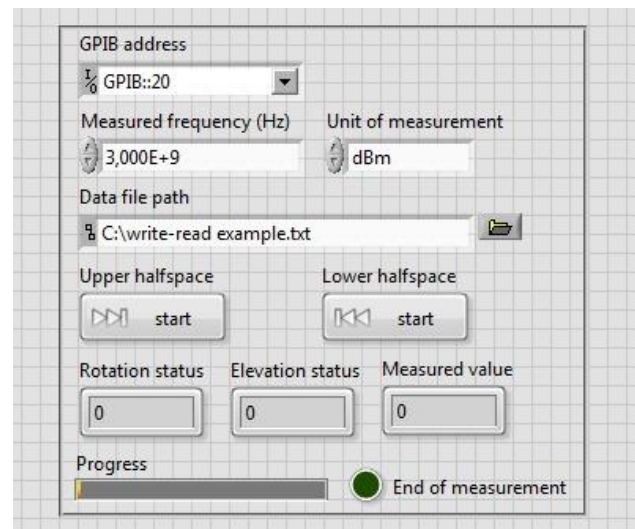 GPIB address
I/O GPIB::20
Measured frequency (Hz) Unit of measurement
3,000E+9 dBm
Data file path
C:\write-read example.txt
Upper halfspace Lower halfspace
start start
Rotation status Elevation status Measured value
0 0 0
Progress
End of measurement